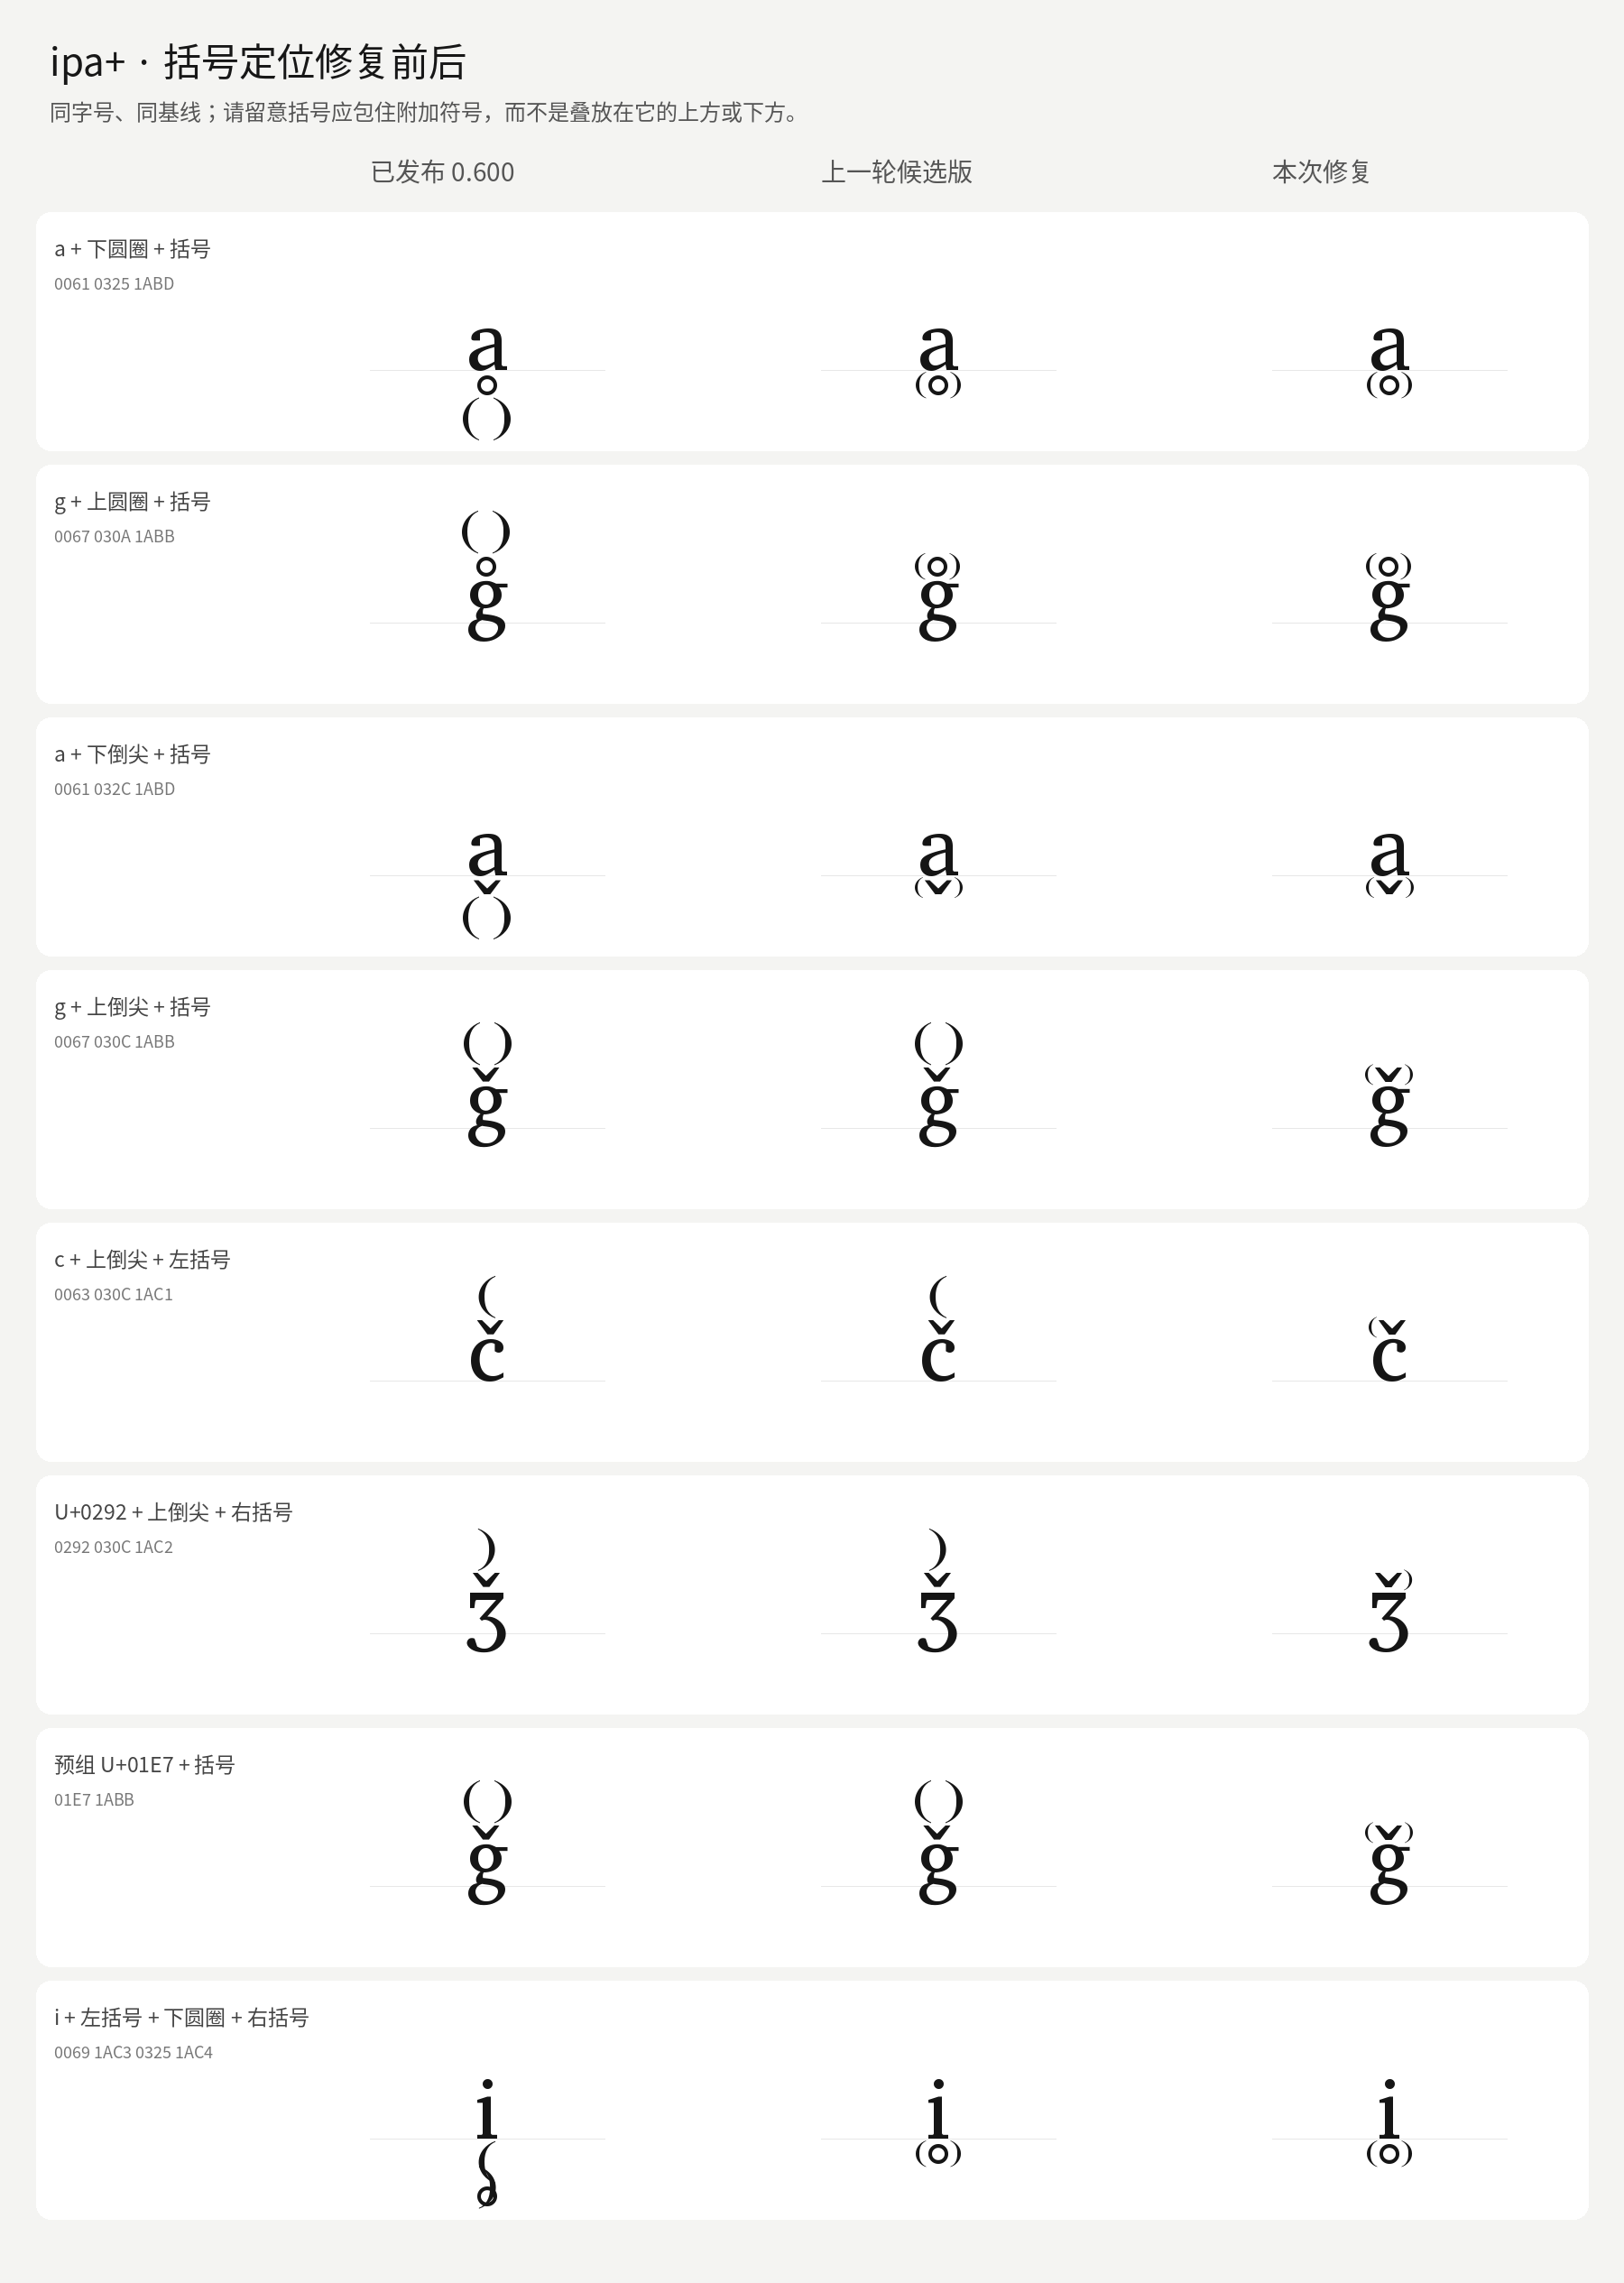 ipa+ · 括号定位修复前后
同字号、同基线；请留意括号应包住附加符号，而不是叠放在它的上方或下方。
已发布 0.600 上一轮候选版 本次修复
a + 下圆圈 + 括号
0061 0325 1ABD
ḁ᪽ ḁ᪽ ḁ᪽
g + 上圆圈 + 括号
0067 030A 1ABB
g̊᪻ g̊᪻ g̊᪻
a + 下倒尖 + 括号
0061 032C 1ABD
a̬᪽ a̬᪽ a̬᪽
g + 上倒尖 + 括号
0067 030C 1ABB
ǧ᪻ ǧ᪻ ǧ᪻
c + 上倒尖 + 左括号
0063 030C 1AC1
č᫁ č᫁ č᫁
U+0292 + 上倒尖 + 右括号
0292 030C 1AC2
ǯ᫂ ǯ᫂ ǯ᫂
预组 U+01E7 + 括号
01E7 1ABB
ǧ᪻ ǧ᪻ ǧ᪻
i + 左括号 + 下圆圈 + 右括号
0069 1AC3 0325 1AC4
i᫃̥᫄ i᫃̥᫄ i᫃̥᫄